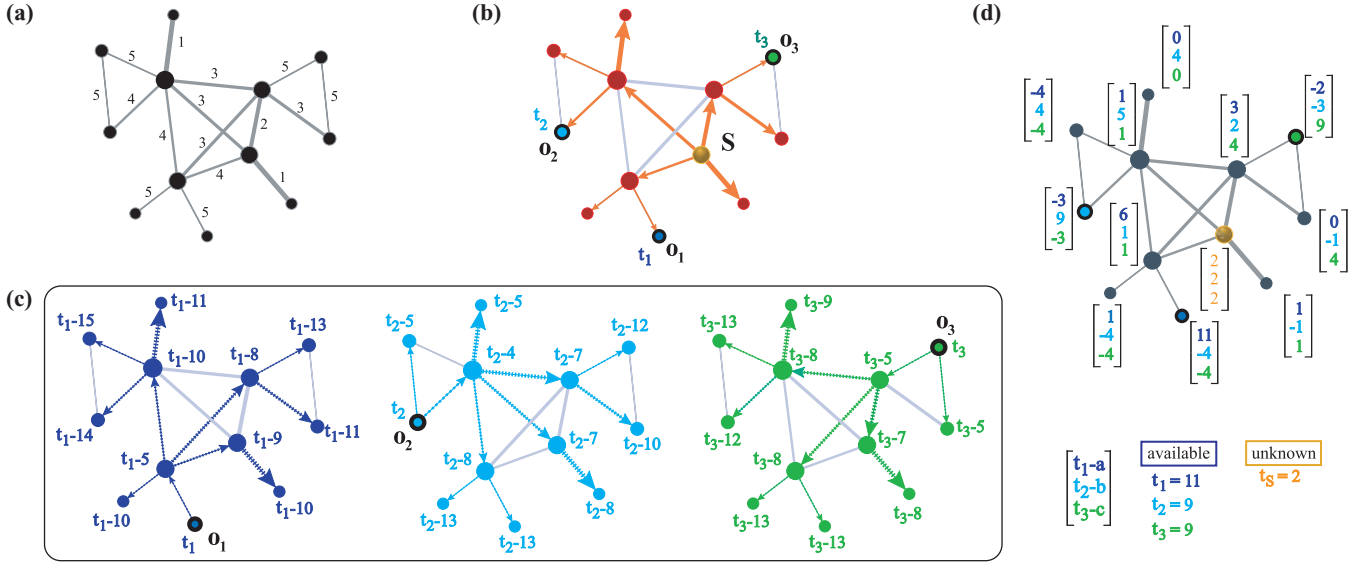 (a)
1
5
3
5
5
4
3
5
3
2
4
3
4
1
5
5
(b)
t3
O3
t2
O2
S
t1
O1
(c)
t1-11
t1-15
t1-13
t1-10
t1-8
t1-14
t1-11
t1-9
t1-5
t1-10
t1-10
t1
O1
t2-5
t2-5
t2-12
t2-4
t2-7
t2
O2
t2-7
t2-10
t2-8
t2-8
t2-13
t2-13
t3-9
O3
t3-13
t3
t3-8
t3-5
t3-12
t3-7
t3-5
t3-8
t3-8
t3-13
t3-13
(d)
0
4
0
-4
4
-4
1
5
1
3
2
4
-2
-3
9
-3
9
-3
6
1
1
2
2
2
0
-1
4
1
-4
-4
11
-4
-4
1
-1
1
t1-a
t2-b
t3-c
available
t1 = 11
t2 = 9
t3 = 9
unknown
tS = 2